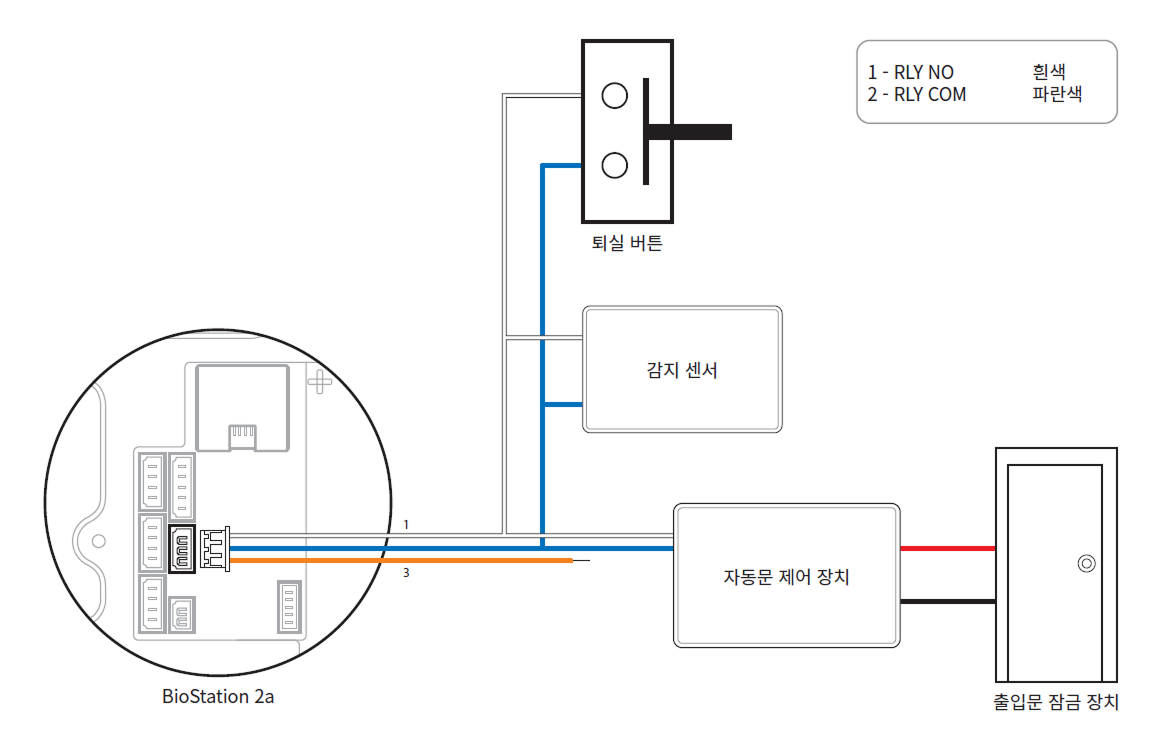 1 - RLY NO 흰색
2 - RLY COM 파란색
퇴실 버튼
감지 센서
1
3
자동문 제어 장치
BioStation 2a
출입문 잠금 장치